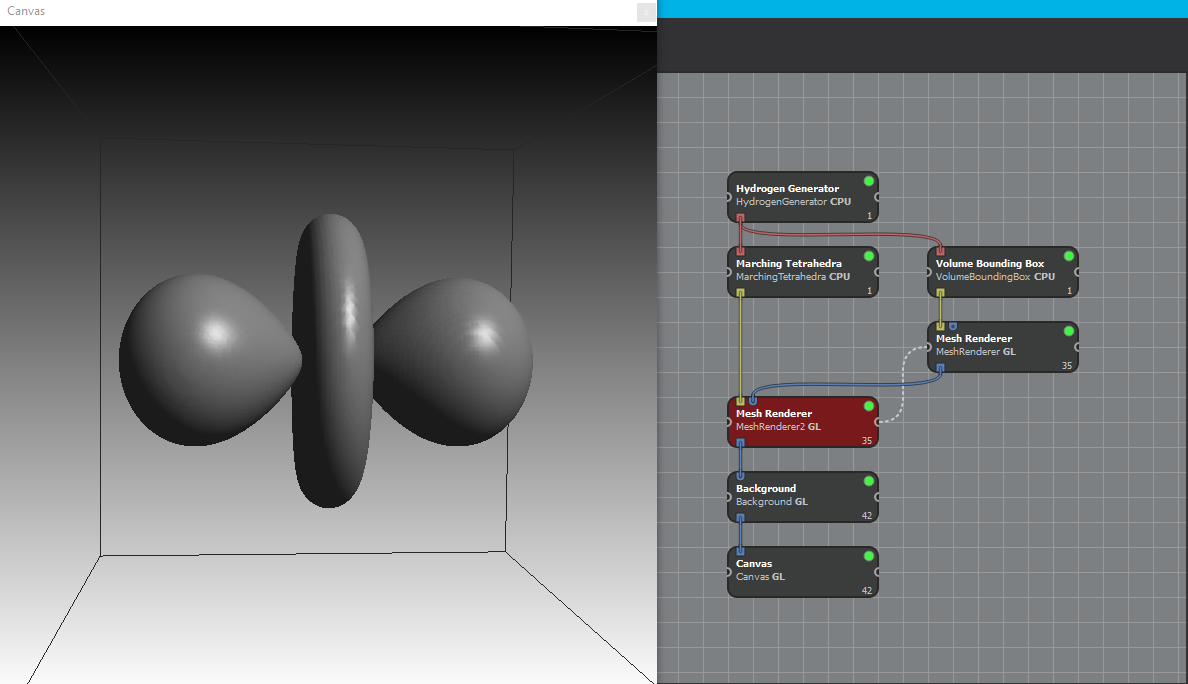 Canvas
Hydrogen Generator
HydrogenGenerator CPU
1
Marching Tetrahedra
MarchingTetrahedra CPU
1
Volume Bounding Box
VolumeBoundingBox CPU
1
Mesh Renderer
MeshRenderer GL
35
Mesh Renderer
MeshRenderer2 GL
35
Background
Background GL
42
Canvas
Canvas GL
42